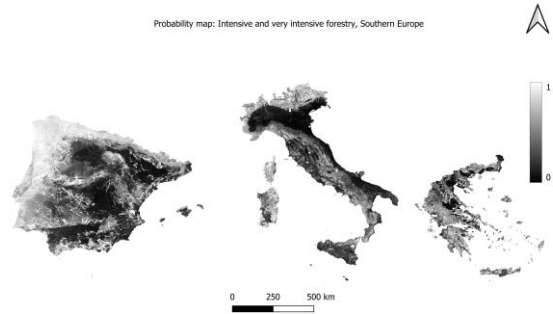 Probability map: Intensive and very intensive forestry, Southern Europe
1
0
0 250 500 km